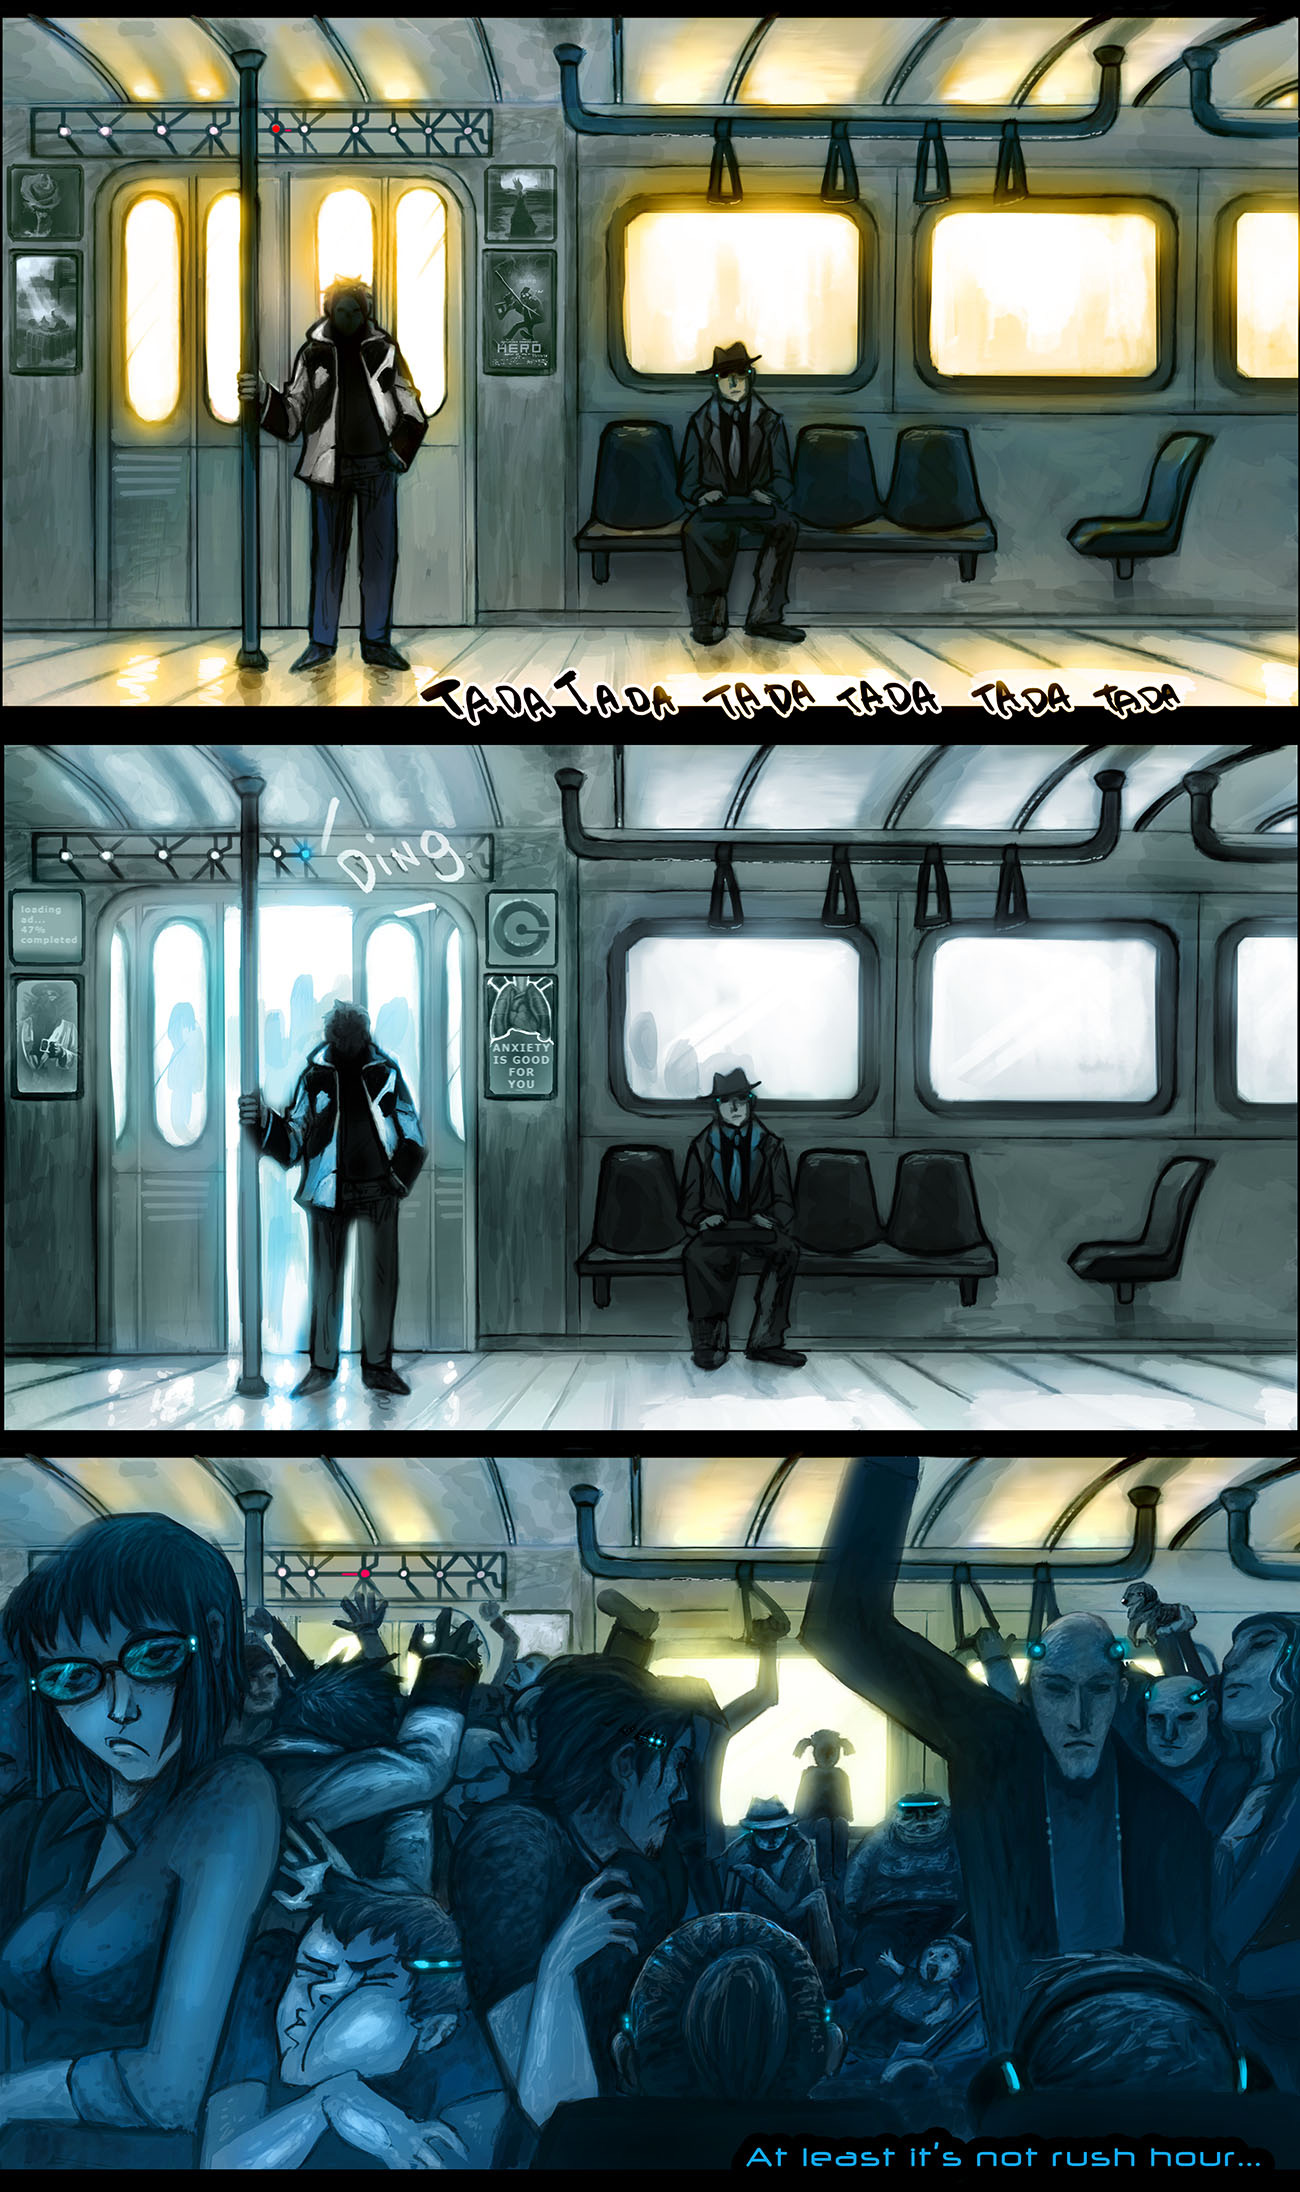 HERO
TADA TADA TADA TADA TADA TADA
Ding.
loading
ad...
47%
completed
ANXIETY
IS GOOD
FOR
YOU
At least it's not rush hour...